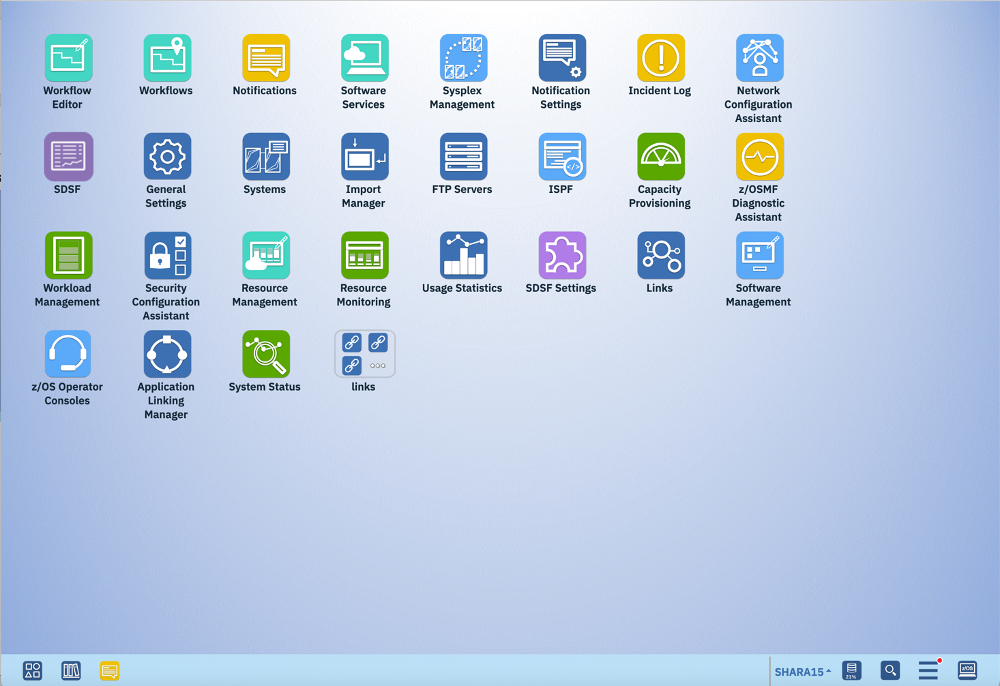 Workflow
Editor
Workflows
Notifications
Software
Services
Sysplex
Management
Notification
Settings
Incident Log
Network
Configuration
Assistant
SDSF
General
Settings
Systems
Import
Manager
FTP Servers
</>
ISPF
Capacity
Provisioning
z/OSMF
Diagnostic
Assistant
Workload
Management
Security
Configuration
Assistant
Resource
Management
Resource
Monitoring
Usage Statistics
SDSF Settings
Links
Software
Management
z/OS Operator
Consoles
Application
Linking
Manager
System Status
links
SHARA15
21%
z/OS